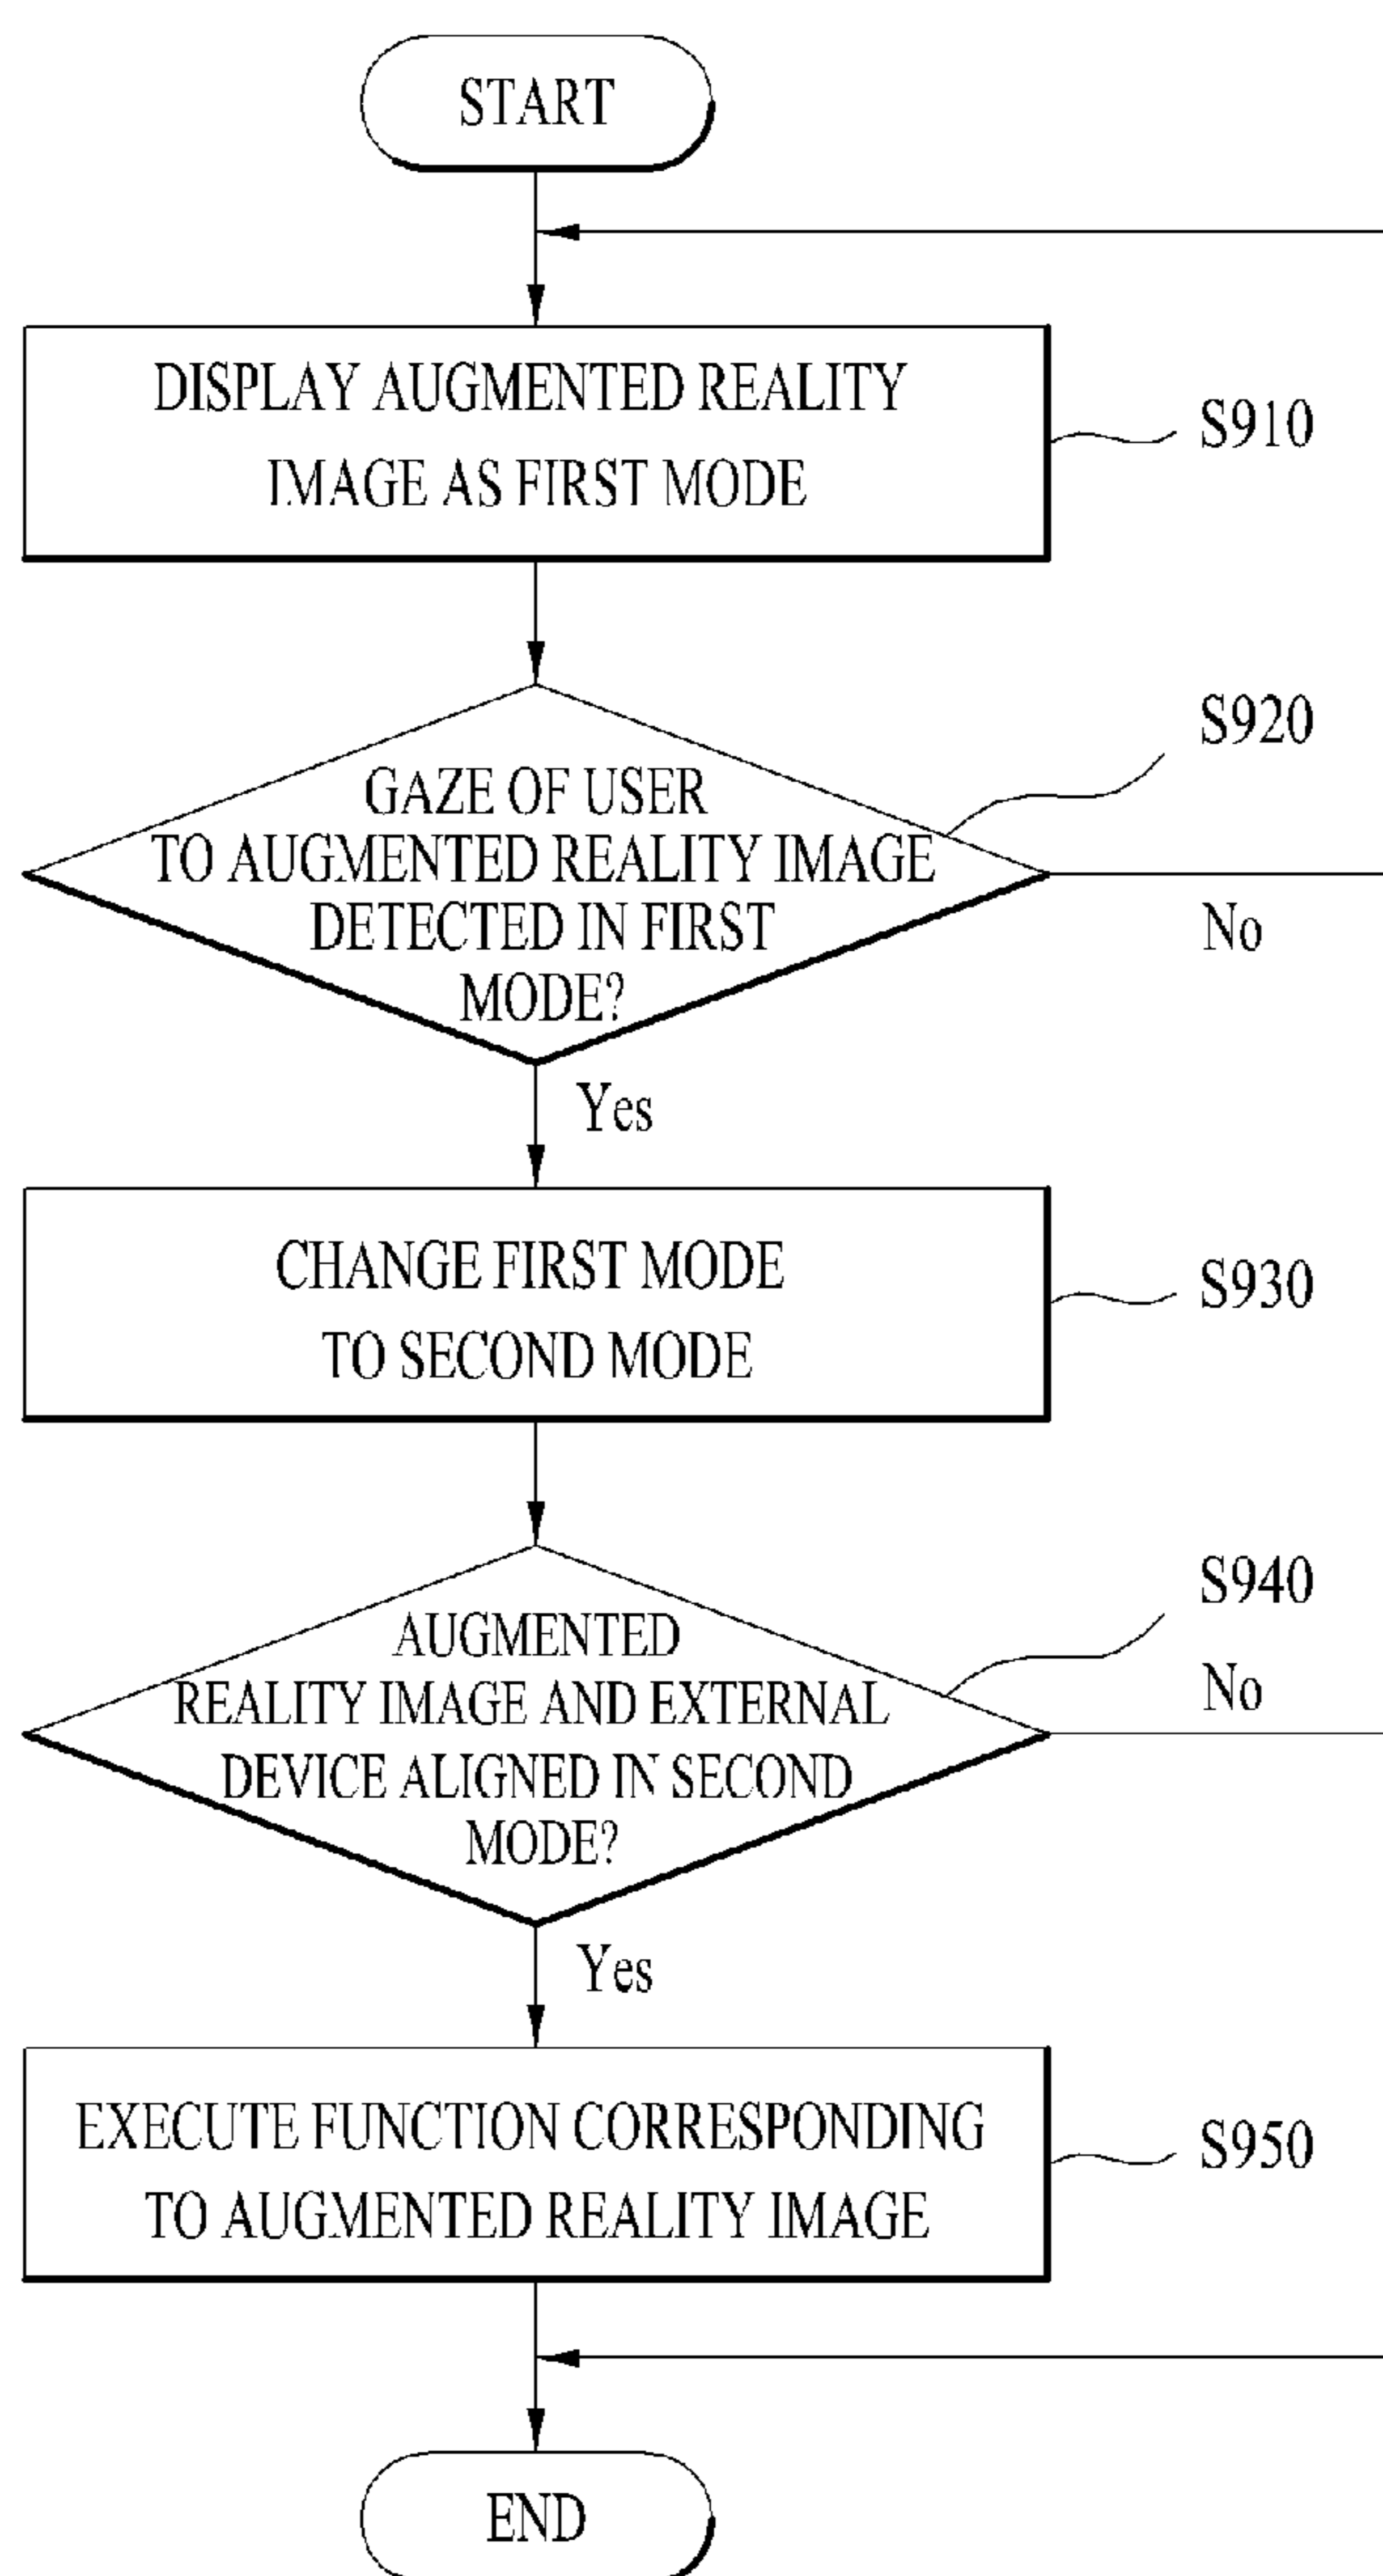 START
DISPLAY AUGMENTED REALITY
IMAGE AS FIRST MODE
S910
S920
GAZE OF USER
TO AUGMENTED REALITY IMAGE
DETECTED IN FIRST
MODE?
No
Yes
CHANGE FIRST MODE
TO SECOND MODE
S930
S940
AUGMENTED
REALITY IMAGE AND EXTERNAL
DEVICE ALIGNED IN SECOND
MODE?
No
Yes
EXECUTE FUNCTION CORRESPONDING
TO AUGMENTED REALITY IMAGE
S950
END